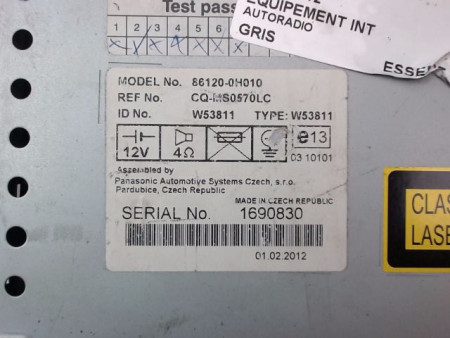 Test pass
1 2 3 4 5 6
EQUIPEMENT INT
AUTORADIO
GRIS
ESSE
MODEL No. 86120-0H010
REF No. CQ-MS0570LC
ID No. W53811 TYPE: W53811
12V 4Ω e13
03 10101
Assembled by
Panasonic Automotive Systems Czech, s.r.o.
Pardubice, Czech Republic
MADE IN CZECH REPUBLIC
SERIAL No. 1690830
01.02.2012
CLAS
LASE